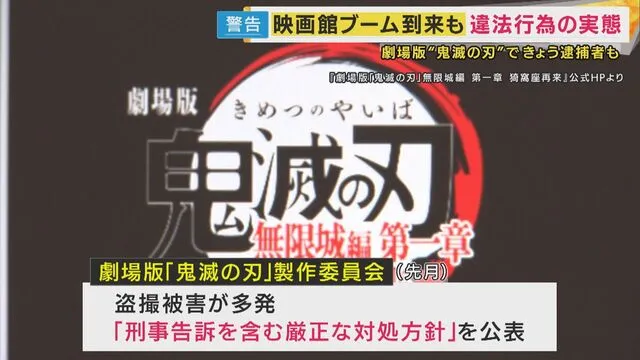 警告 映画館ブーム到来も 違法行為の実態
劇場版“鬼滅の刃”できょう逮捕者も
『劇場版「鬼滅の刃」無限城編 第一章 猗窩座再来』公式HPより
劇場版
きめつのやいば
鬼滅の刃
無限城編 第一章
劇場版「鬼滅の刃」製作委員会（先月）
盗撮被害が多発
「刑事告訴を含む厳正な対処方針」を公表